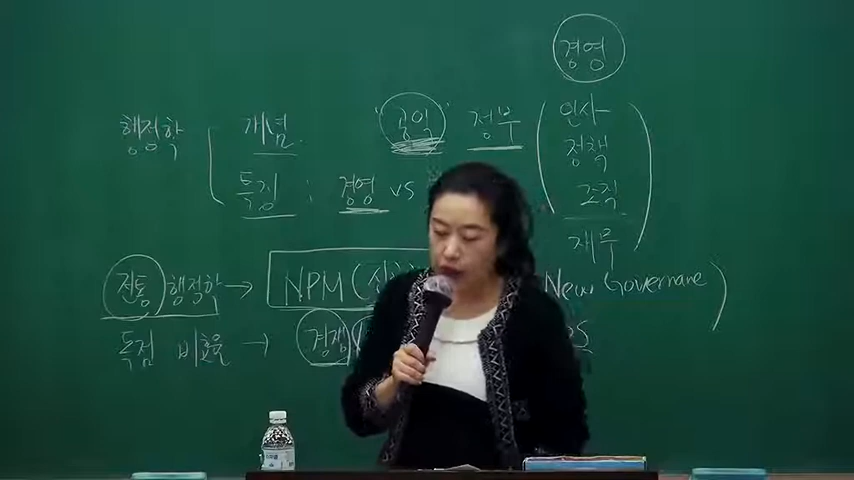 경영
행정학 개념 "공익" 정부 인사
정책
특징 : 경영 vs 조직
재무
전통 행정학 → NPM ( New Governane )
독점 비효율 → 경쟁